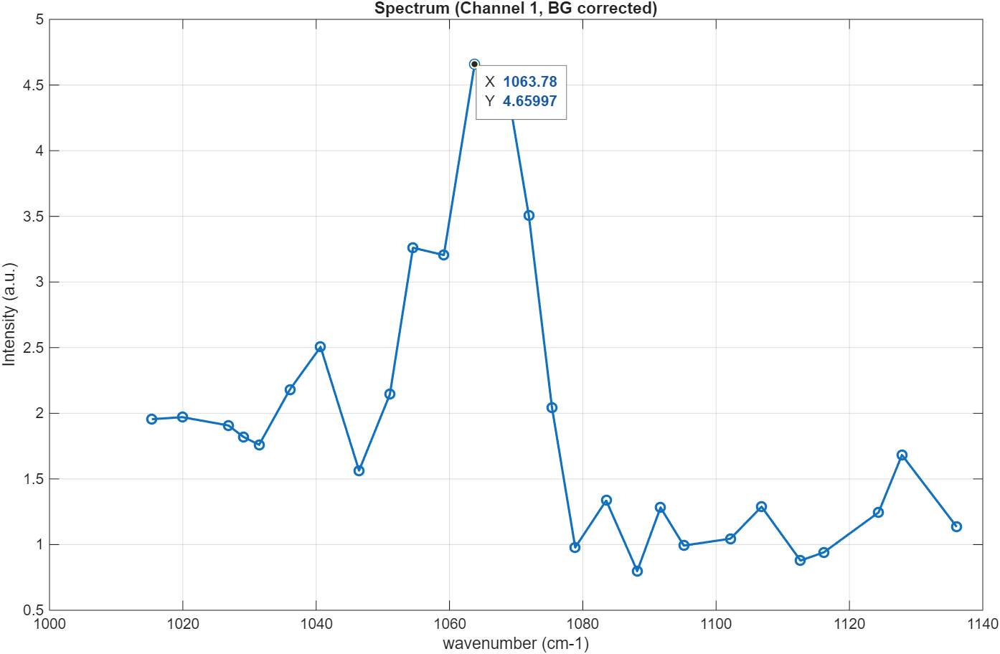 Spectrum (Channel 1, BG corrected)
5
4.5
4
3.5
3
2.5
2
1.5
1
0.5
Intensity (a.u.)
X 1063.78
Y 4.65997
1000 1020 1040 1060 1080 1100 1120 1140
wavenumber (cm-1)